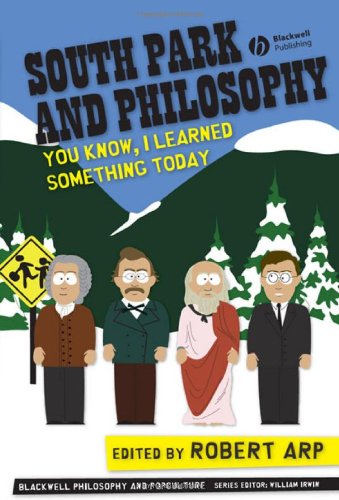 SOUTH PARK
AND PHILOSOPHY
b
Blackwell
Publishing
YOU KNOW, I LEARNED
SOMETHING TODAY
EDITED BY ROBERT ARP
BLACKWELL PHILOSOPHY AND POPCULTURE SERIES EDITOR: WILLIAM IRWIN